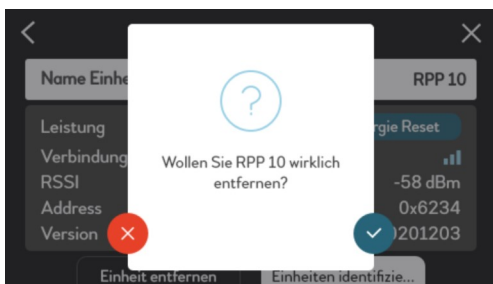 Name Einhe
RPP 10
Leistung
rgie Reset
Wollen Sie RPP 10 wirklich
entfernen?
Verbindung
RSSI
-58 dBm
Address
0x6234
Version
0201203
Einheit entfernen
Einheiten identifizie...